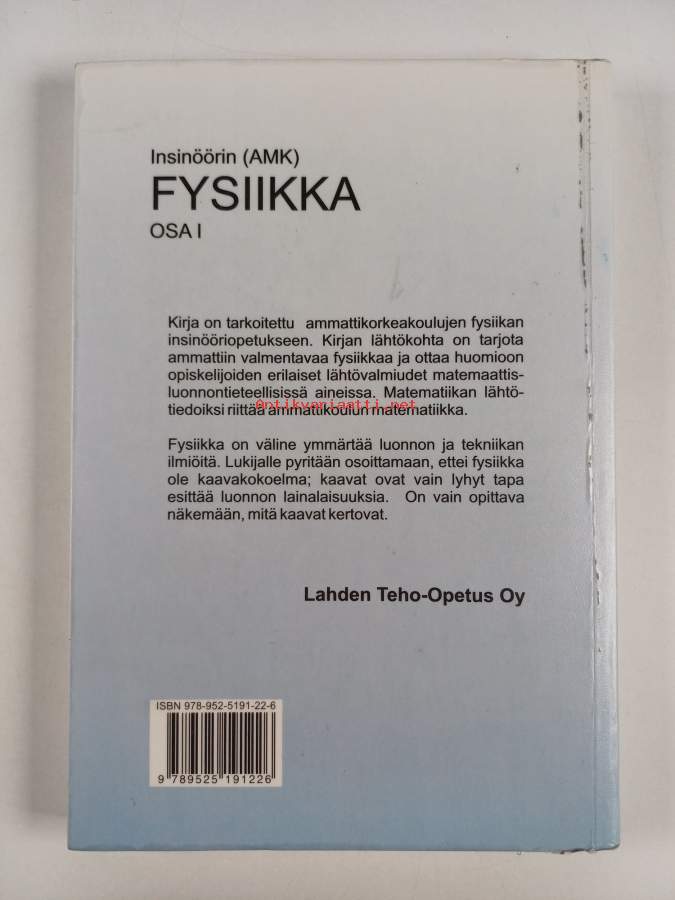 Insinöörin (AMK)
FYSIIKKA
OSA I
Kirja on tarkoitettu ammattikorkeakoulujen fysiikan
insinööriopetukseen. Kirjan lähtökohta on tarjota
ammattiin valmentavaa fysiikkaa ja ottaa huomioon
opiskelijoiden erilaiset lähtövalmiudet matemaattis-
luonnontieteellisissä aineissa. Matematiikan lähtö-
tiedoiksi riittää ammattikoulun matematiikka.
Antikvariaatti.net
Fysiikka on väline ymmärtää luonnon ja tekniikan
ilmiöitä. Lukijalle pyritään osoittamaan, ettei fysiikka
ole kaavakokoelma; kaavat ovat vain lyhyt tapa
esittää luonnon lainalaisuuksia. On vain opittava
näkemään, mitä kaavat kertovat.
Lahden Teho-Opetus Oy
ISBN 978-952-5191-22-6
9 789525 191226